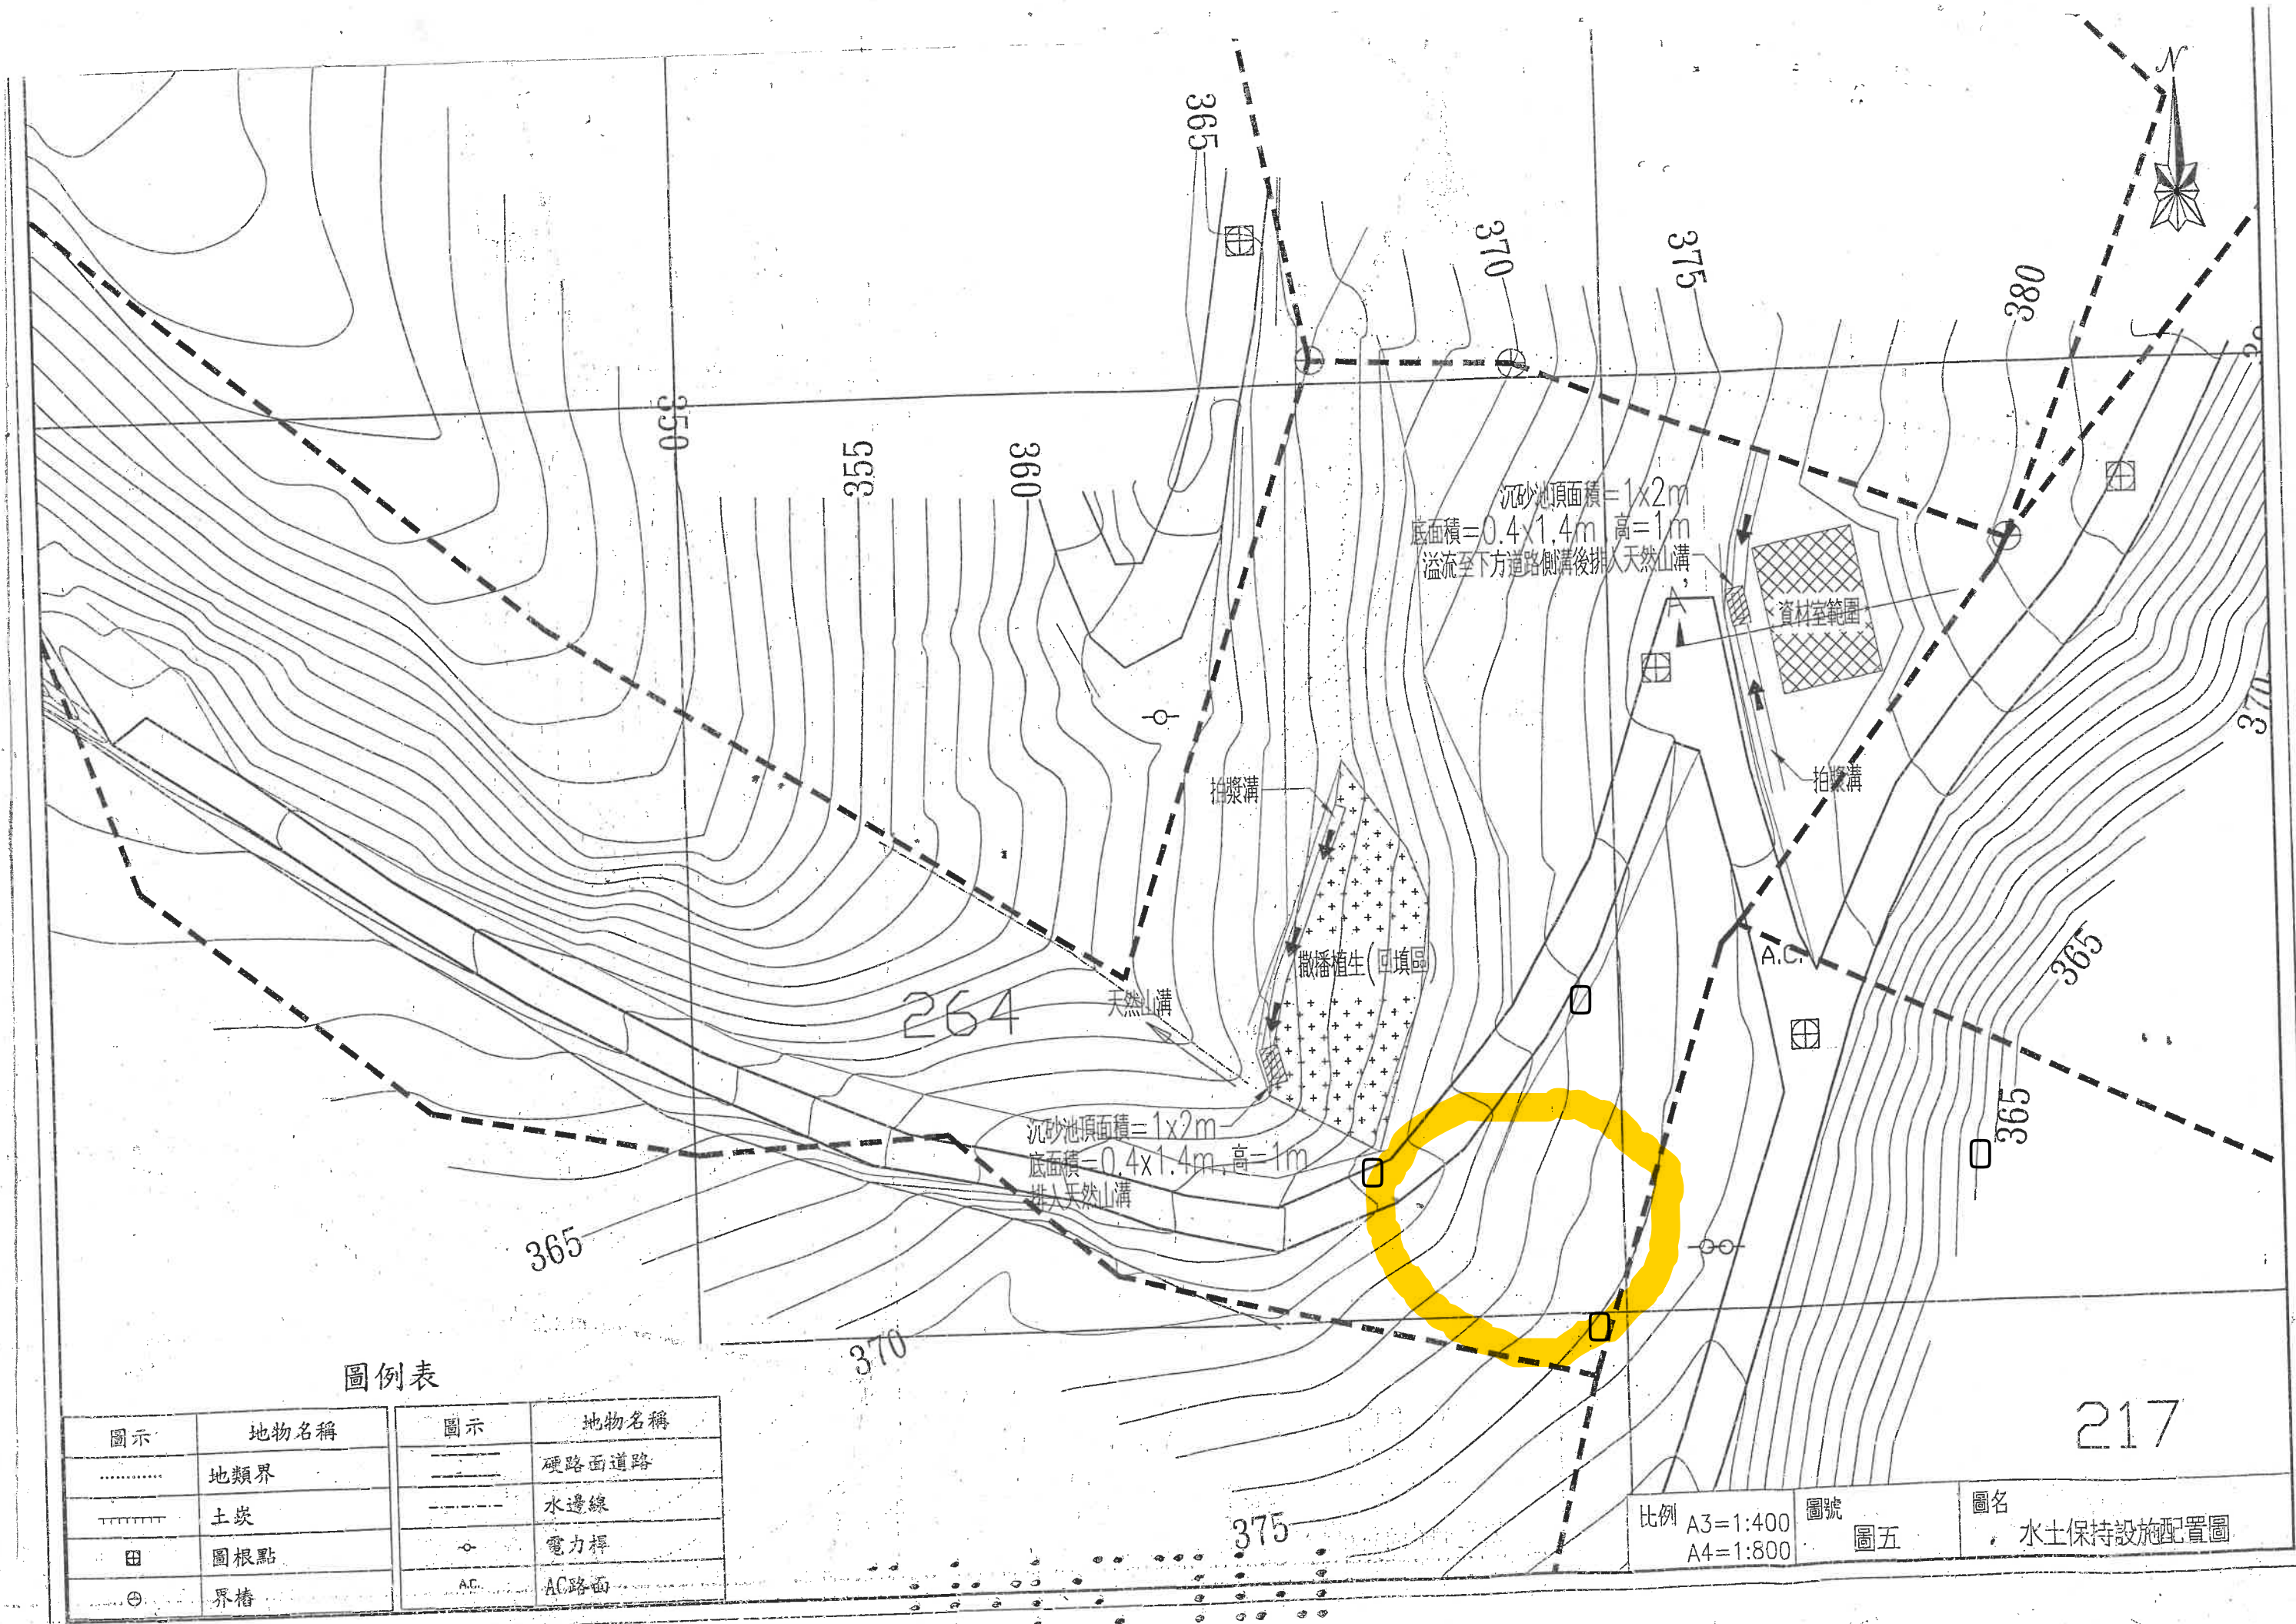 N
365
370
375
380
350
355
360
沉砂池頂面積=1x2m
底面積=0.4x1.4m,高=1m
溢流至下方道路側溝後排入天然山溝
A'
資材室範圍
370
拍漿溝
拍漿溝
撒播植生(回填區)
A.C.
365
264
天然山溝
365
沉砂池頂面積=1x2m
底面積=0.4x1.4m,高=1m
排入天然山溝
365
370
217
375
圖例表
圖示 地物名稱 圖示 地物名稱
地類界 硬路面道路
土崁 水邊線
圖根點 電力桿
界樁 A.C. AC路面
比例 A3=1:400
A4=1:800
圖號
圖五
圖名
水土保持設施配置圖